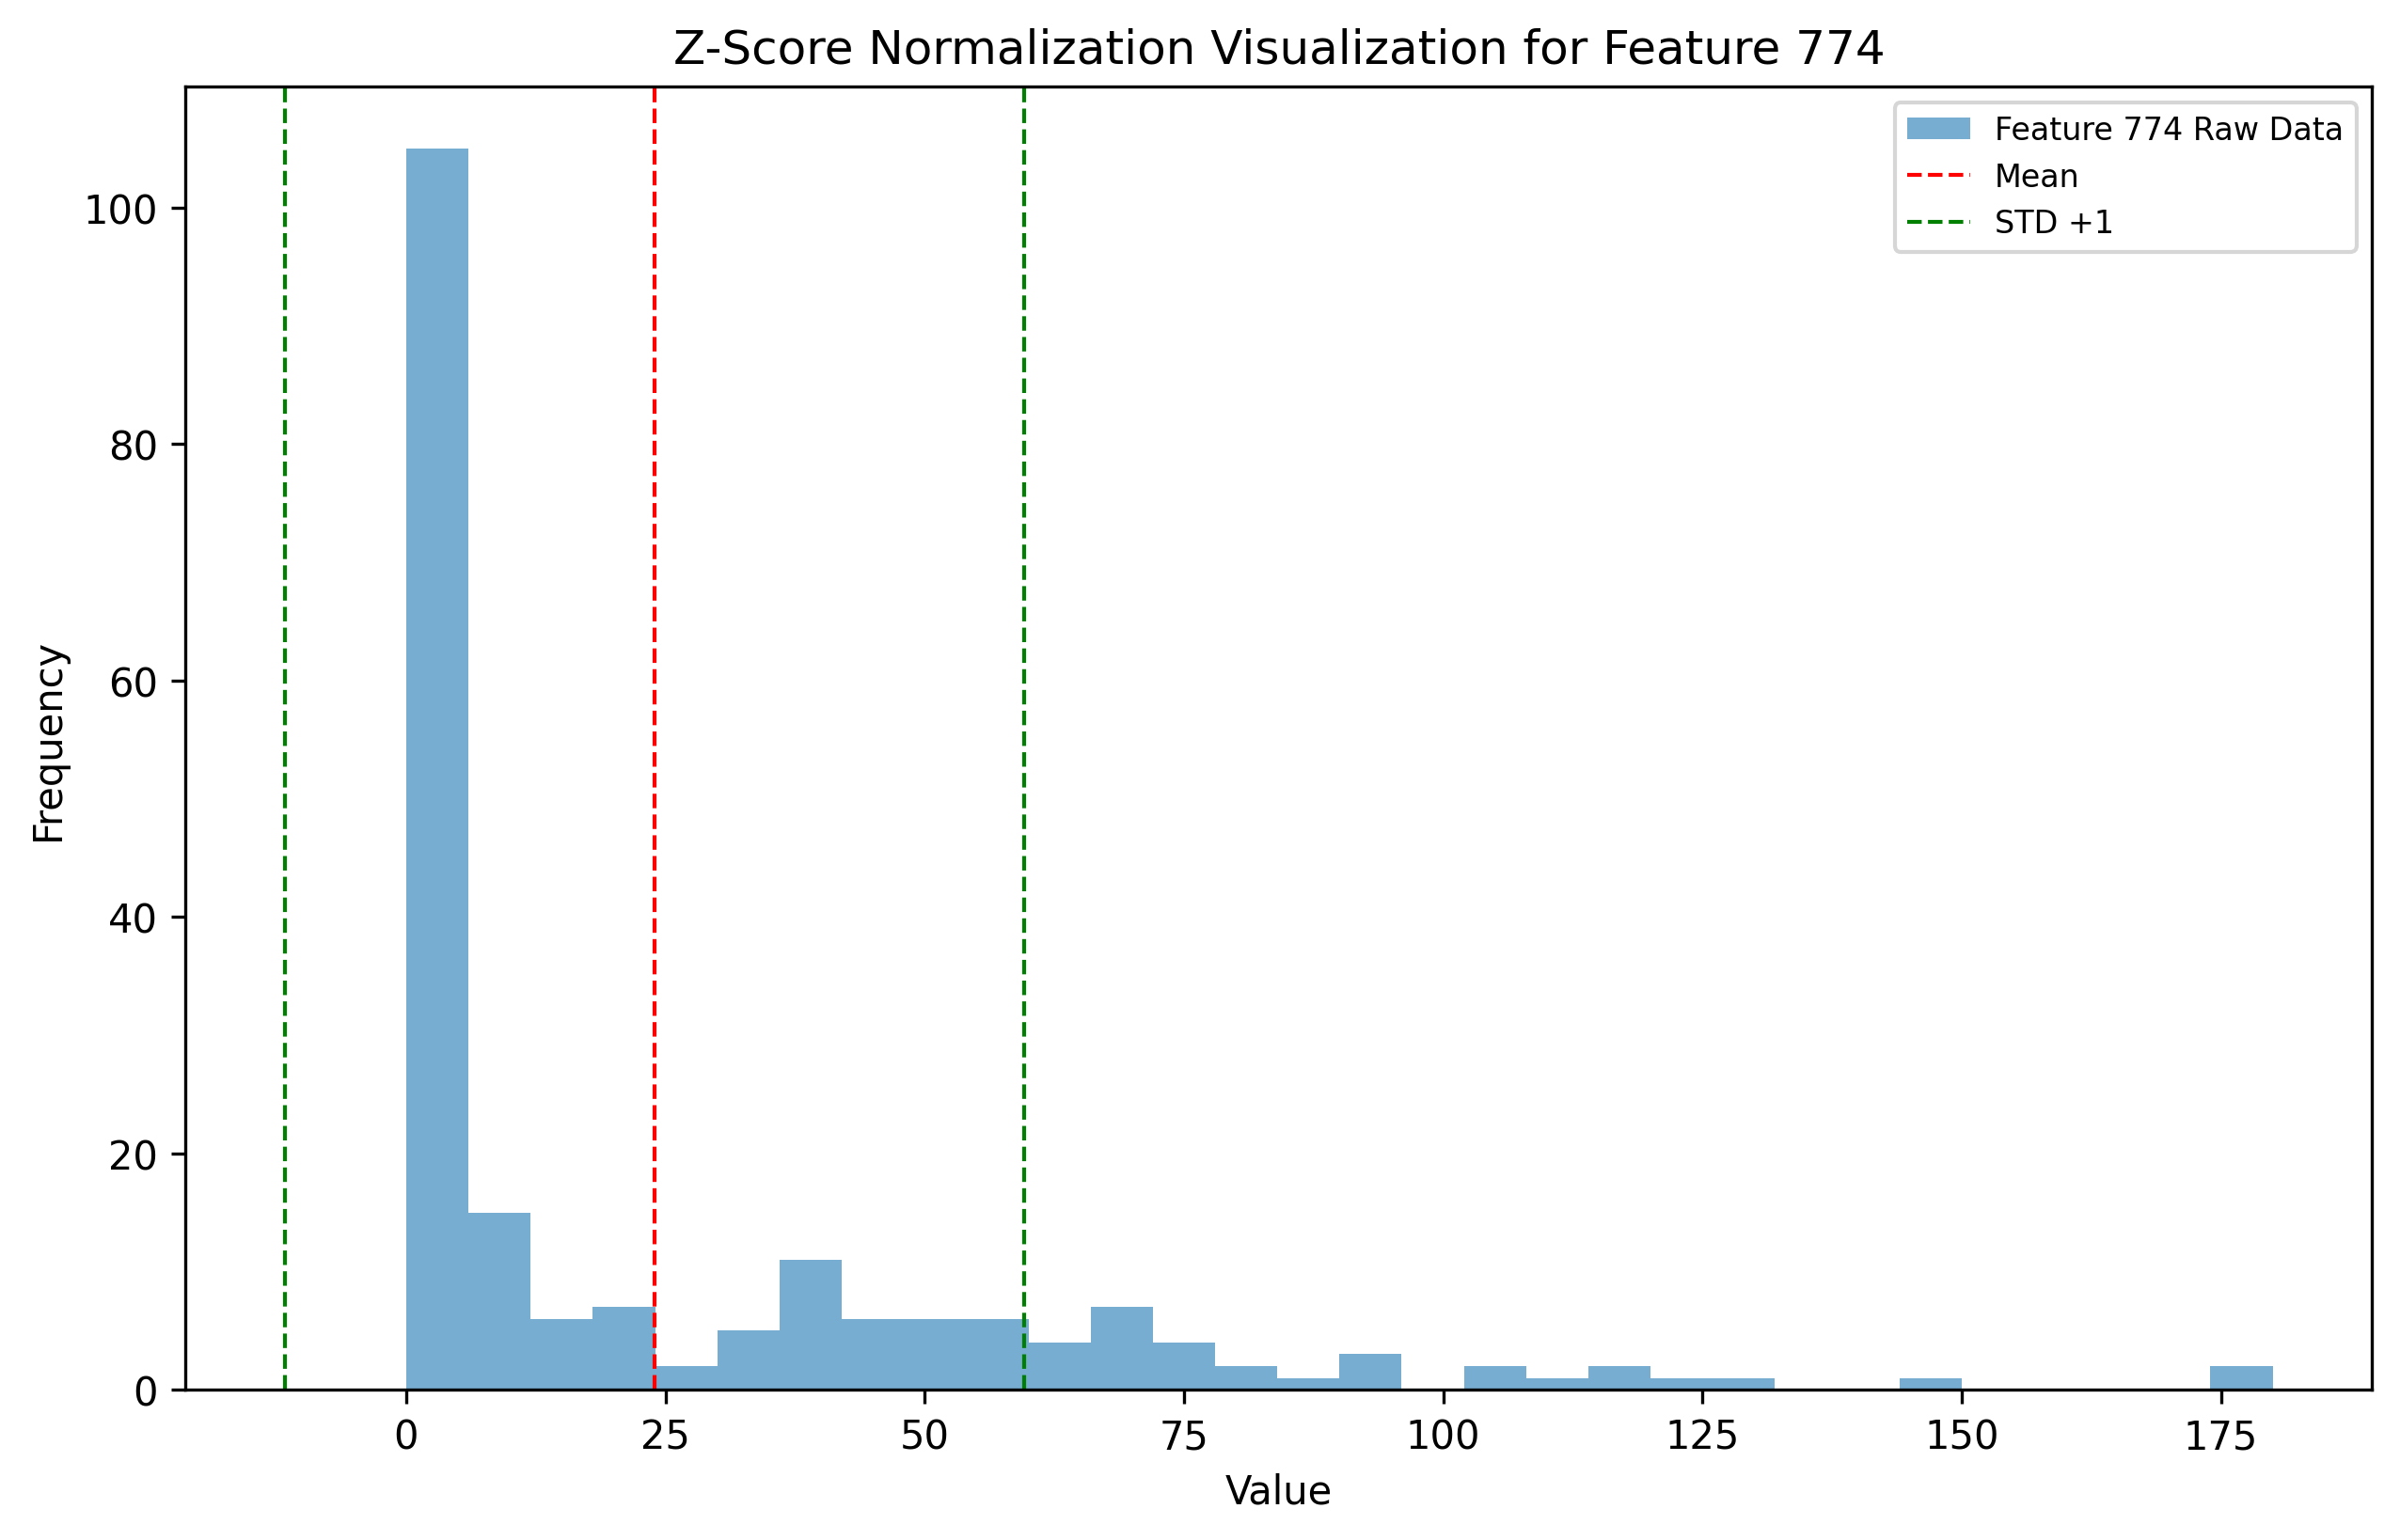 Z-Score Normalization Visualization for Feature 774
Feature 774 Raw Data
Mean
STD +1
100
80
60
40
20
0
Frequency
0 25 50 75 100 125 150 175
Value